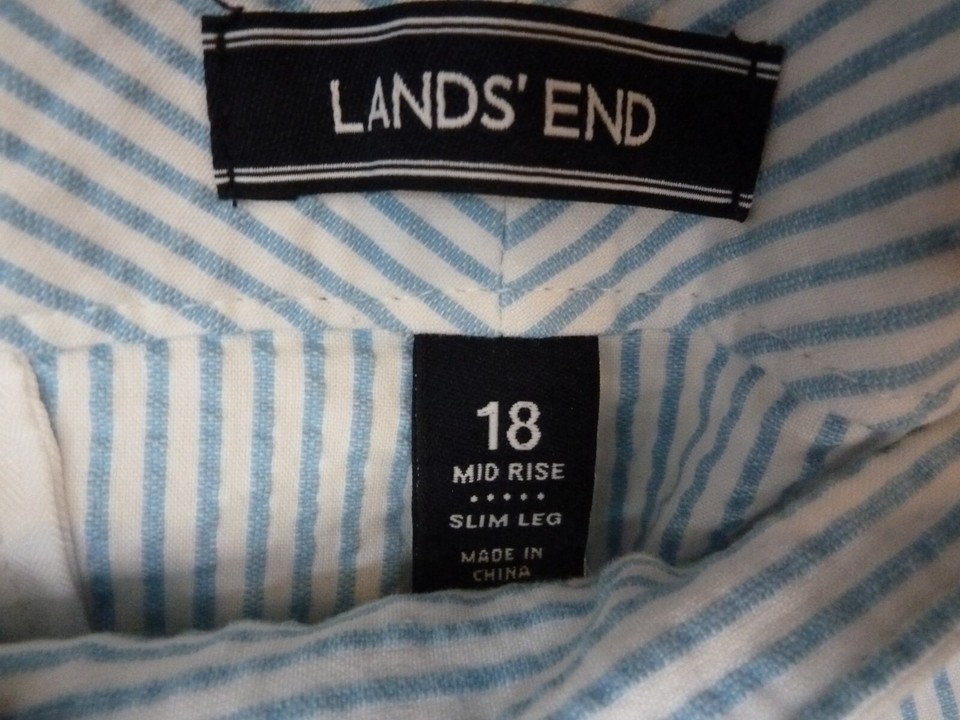 LANDS' END
18
MID RISE
SLIM LEG
MADE IN
CHINA